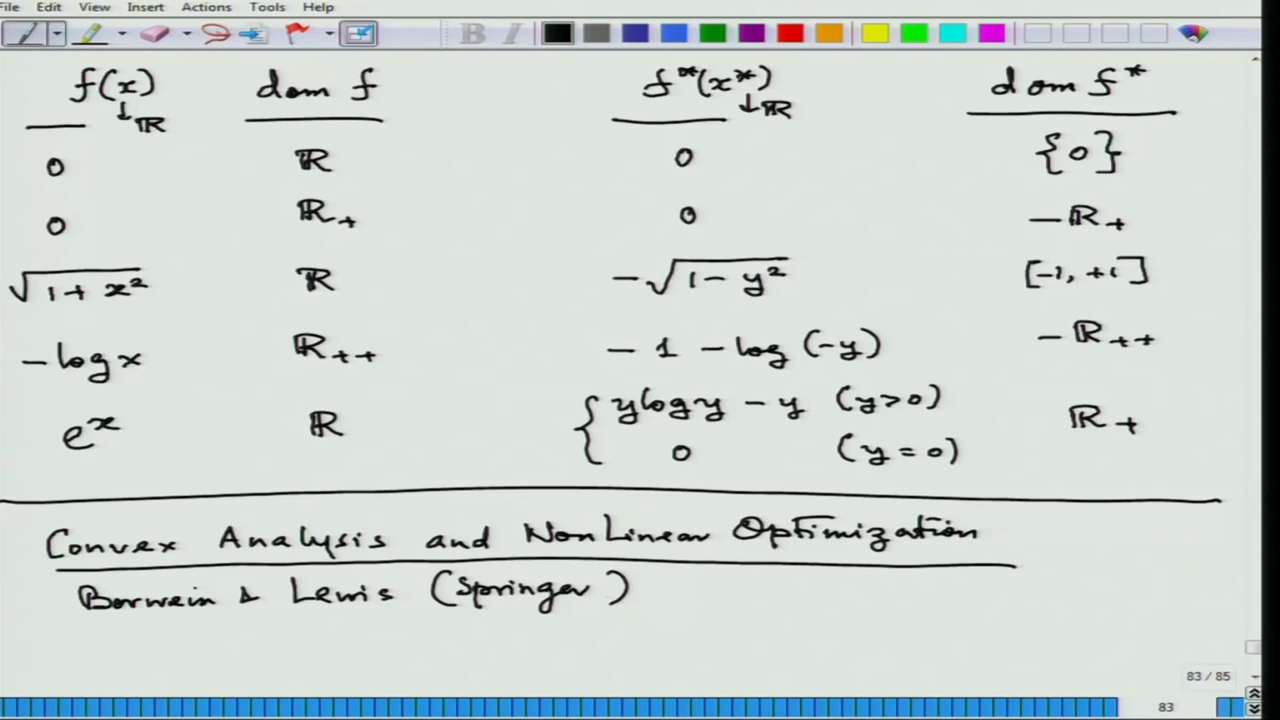 File Edit View Insert Actions Tools Help
B I
f(x) dom f f*(x*) dom f*
↓ℝ ↓ℝ
0 ℝ 0 {0}
0 ℝ₊ 0 -ℝ₊
√(1+x²) ℝ -√(1-y²) [-1, +1]
-log x ℝ₊₊ -1 -log(-y) -ℝ₊₊
eˣ ℝ { y log y - y (y>0) ℝ₊
0 (y=0)
Convex Analysis and NonLinear Optimization
Borwein & Lewis (Springer)
83 / 85
83